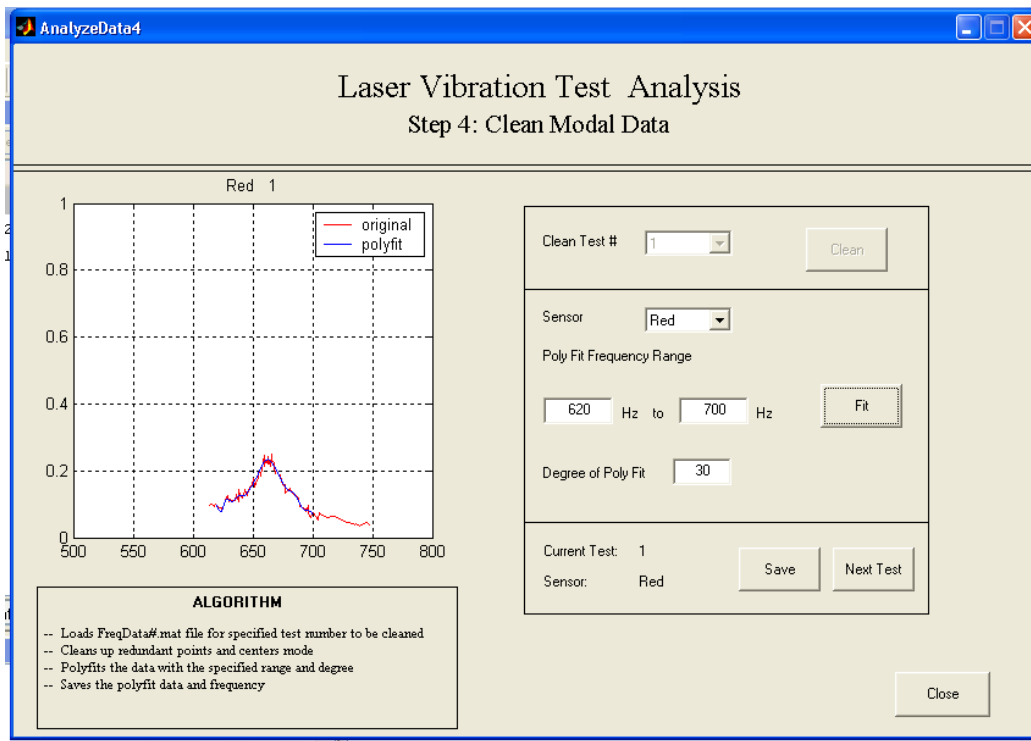 AnalyzeData4
Laser Vibration Test Analysis
Step 4: Clean Modal Data
Red 1
1
0.8
0.6
0.4
0.2
0
500 550 600 650 700 750 800
original
polyfit
Clean Test # 1 Clean
Sensor Red
Poly Fit Frequency Range
620 Hz to 700 Hz Fit
Degree of Poly Fit 30
Current Test: 1
Sensor: Red
Save Next Test
ALGORITHM
-- Loads FreqData#.mat file for specified test number to be cleaned
-- Cleans up redundant points and centers mode
-- Polyfits the data with the specified range and degree
-- Saves the polyfit data and frequency
Close